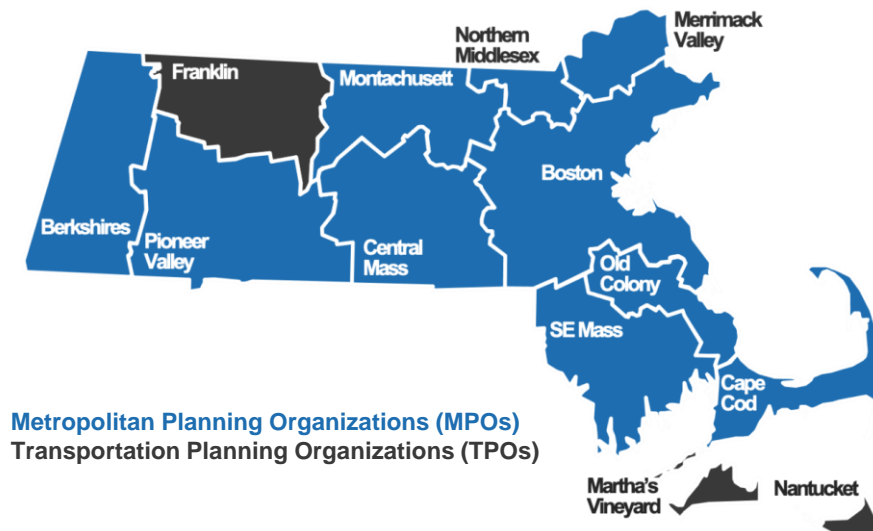 Merrimack
Valley
Northern
Middlesex
Franklin
Montachusett
Boston
Berkshires
Pioneer
Valley
Central
Mass
Old
Colony
SE Mass
Cape
Cod
Metropolitan Planning Organizations (MPOs)
Transportation Planning Organizations (TPOs)
Martha's
Vineyard
Nantucket